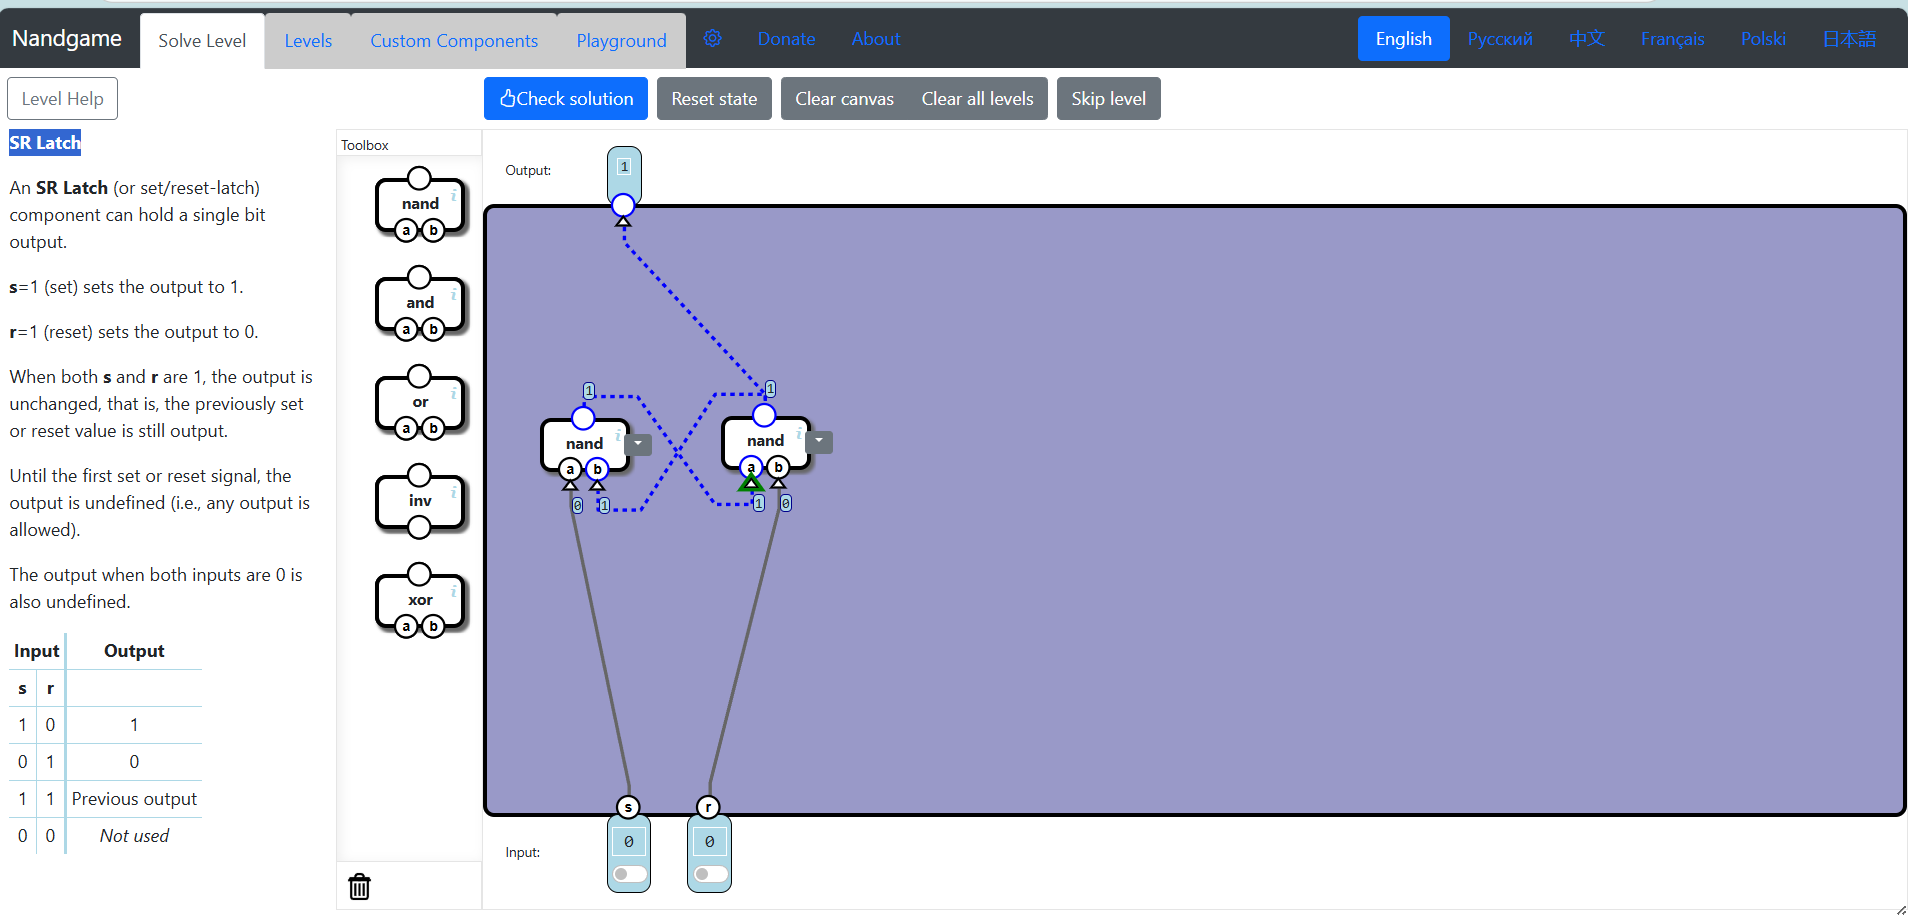 Nandgame
Solve Level
Levels
Custom Components
Playground
Donate
About
English
Русский
中文
Français
Polski
日本語
Level Help
Check solution
Reset state
Clear canvas
Clear all levels
Skip level
SR Latch
An SR Latch (or set/reset-latch)
component can hold a single bit
output.
s=1 (set) sets the output to 1.
r=1 (reset) sets the output to 0.
When both s and r are 1, the output is
unchanged, that is, the previously set
or reset value is still output.
Until the first set or reset signal, the
output is undefined (i.e., any output is
allowed).
The output when both inputs are 0 is
also undefined.
Input Output
s r
1 0 1
0 1 0
1 1 Previous output
0 0 Not used
Toolbox
nand i
a b
and i
a b
or i
a b
inv i
xor i
a b
Output:
1
1
1
nand i
nand i
a b
a b
0 1
1 0
s
r
Input:
0
0